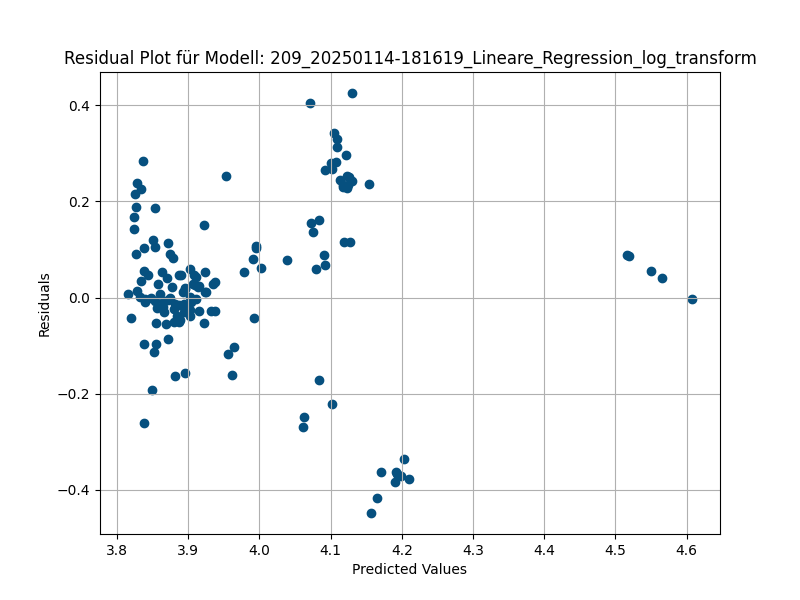 Residual Plot für Modell: 209_20250114-181619_Lineare_Regression_log_transform
0.4
0.2
0.0
−0.2
−0.4
Residuals
3.8 3.9 4.0 4.1 4.2 4.3 4.4 4.5 4.6
Predicted Values